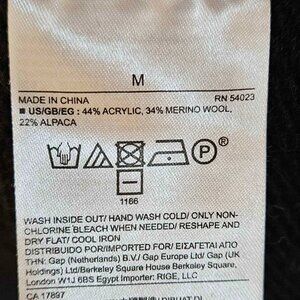 M
MADE IN CHINA RN 54023
■ US/GB/EG: 44% ACRYLIC, 34% MERINO WOOL,
22% ALPACA
P
1166
WASH INSIDE OUT/ HAND WASH COLD/ ONLY NON-
CHLORINE BLEACH WHEN NEEDED/ RESHAPE AND
DRY FLAT/ COOL IRON
DISTRIBUIDO POR/IMPORTED FOR/ ΕΙΣΑΓΕΤΑΙ ΑΠΟ
ΤΗΝ: GAP (Netherlands) B.V./ Gap Europe Ltd/ Gap (UK
Holdings) Ltd/Berkeley Square House Berkeley Square,
London W1J 6BS Egypt Importer: RIGE, LLC
CA 17897